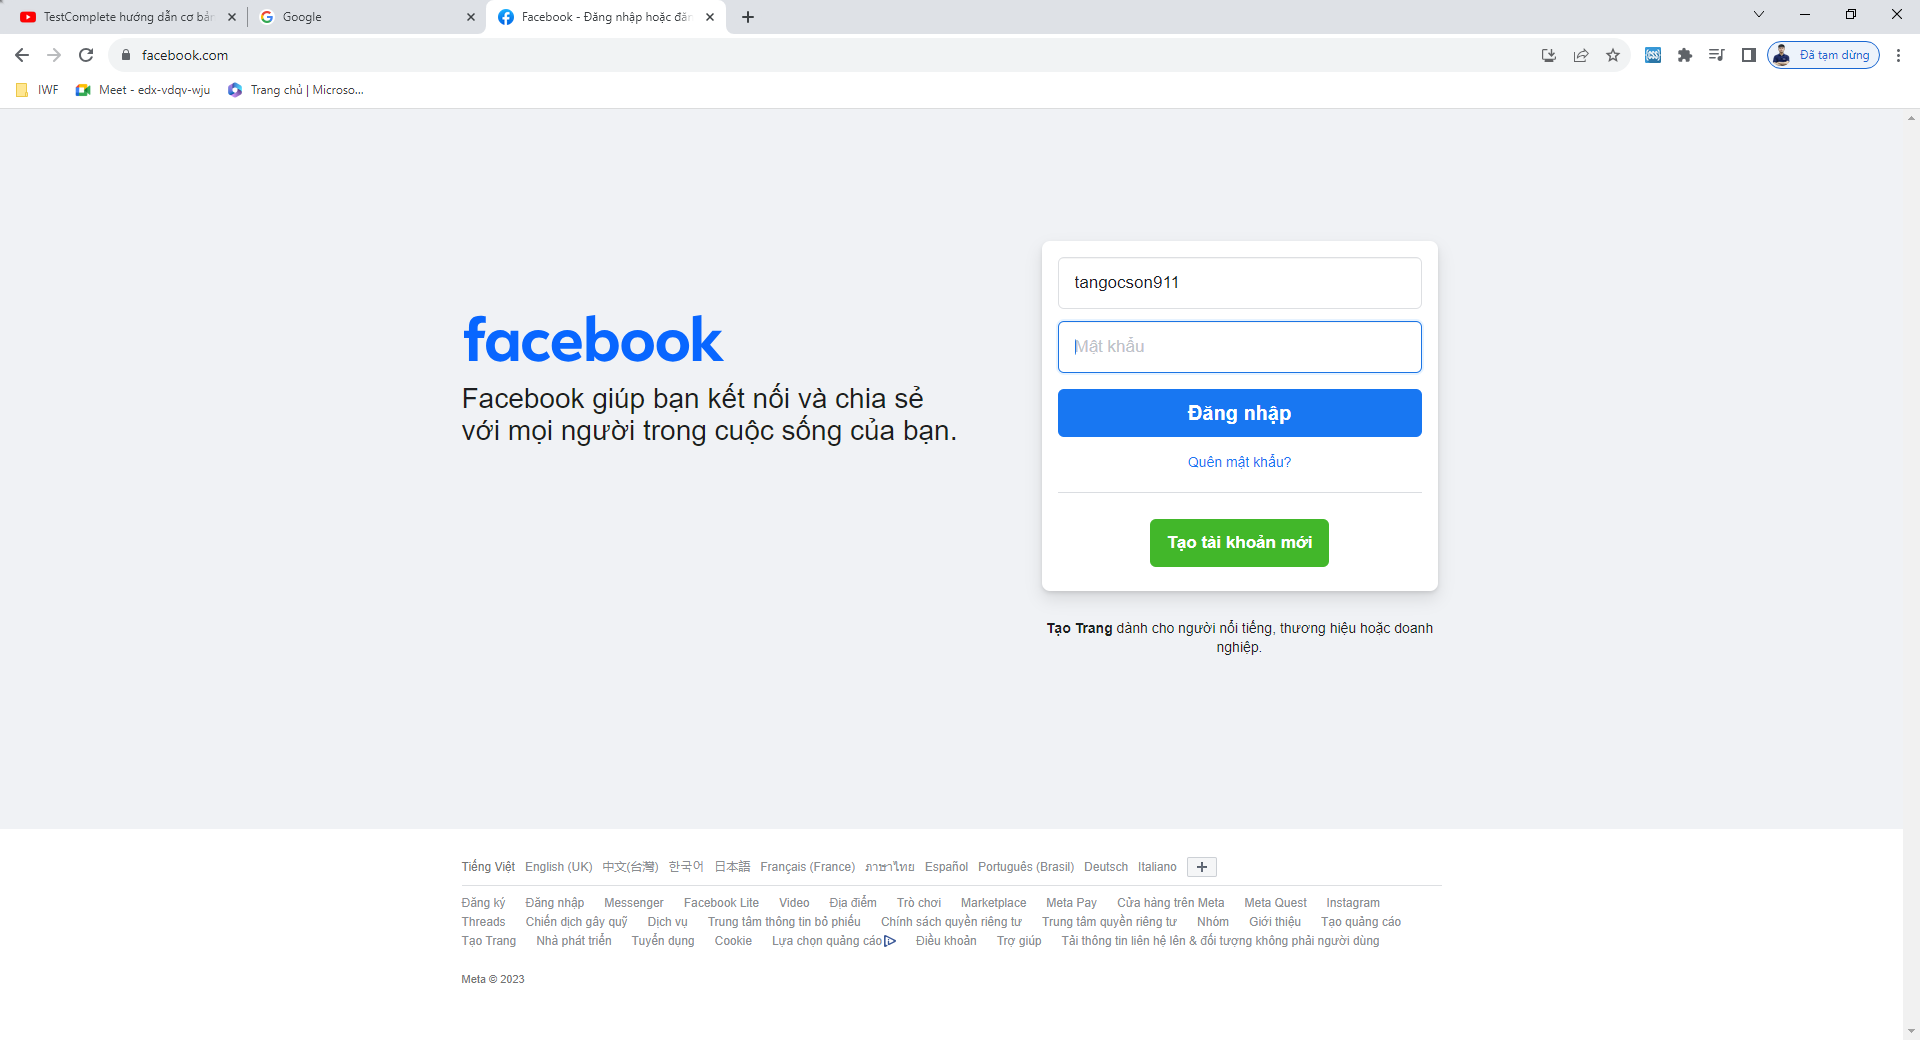 TestComplete hướng dẫn cơ bản
Google
Facebook - Đăng nhập hoặc đăn
facebook.com
Đã tạm dừng
IWF
Meet - edx-vdqv-wju
Trang chủ | Microso...
facebook
Facebook giúp bạn kết nối và chia sẻ
với mọi người trong cuộc sống của bạn.
tangocson911
Mật khẩu
Đăng nhập
Quên mật khẩu?
Tạo tài khoản mới
Tạo Trang dành cho người nổi tiếng, thương hiệu hoặc doanh
nghiệp.
Tiếng Việt English (UK) 中文(台灣) 한국어 日本語 Français (France) ภาษาไทย Español Português (Brasil) Deutsch Italiano
Đăng ký Đăng nhập Messenger Facebook Lite Video Địa điểm Trò chơi Marketplace Meta Pay Cửa hàng trên Meta Meta Quest Instagram
Threads Chiến dịch gây quỹ Dịch vụ Trung tâm thông tin bỏ phiếu Chính sách quyền riêng tư Trung tâm quyền riêng tư Nhóm Giới thiệu Tạo quảng cáo
Tạo Trang Nhà phát triển Tuyển dụng Cookie Lựa chọn quảng cáo Điều khoản Trợ giúp Tải thông tin liên hệ lên & đối tượng không phải người dùng
Meta © 2023